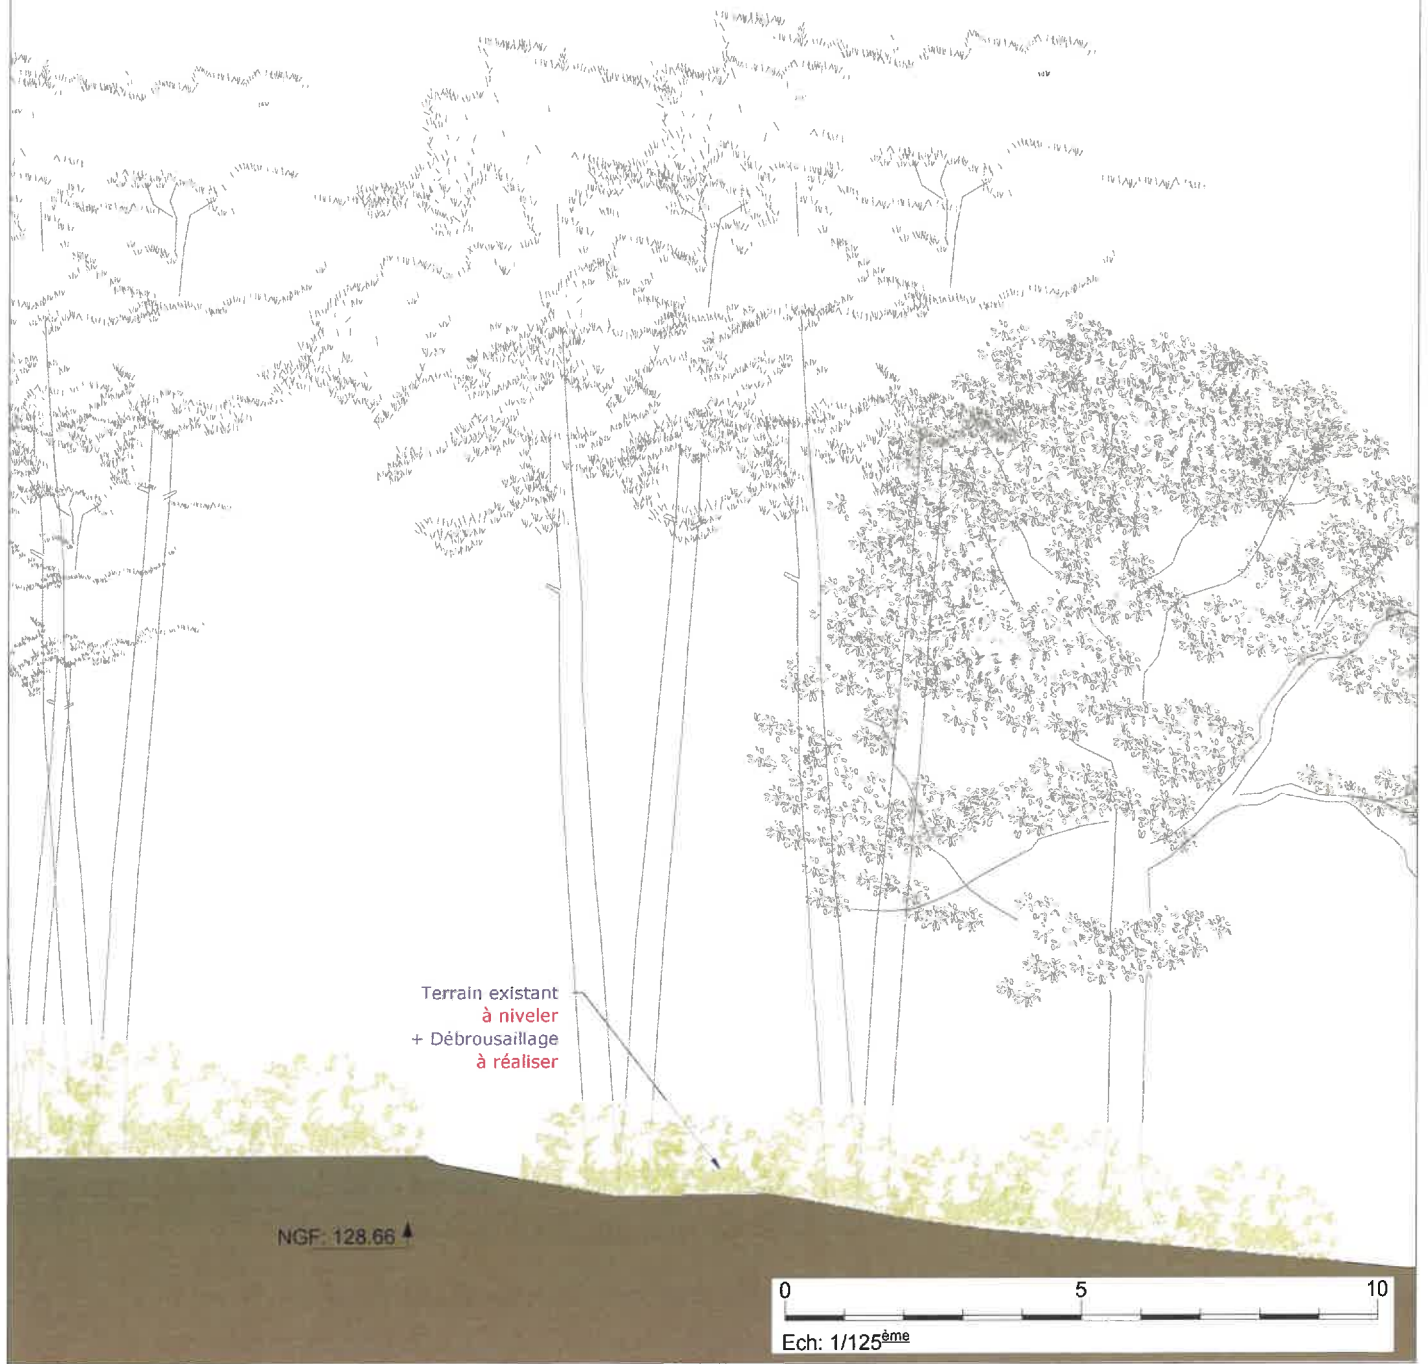 Terrain existant
à niveler
+ Débrousaillage
à réaliser
NGF: 128.66
0 5 10
Ech: 1/125ème